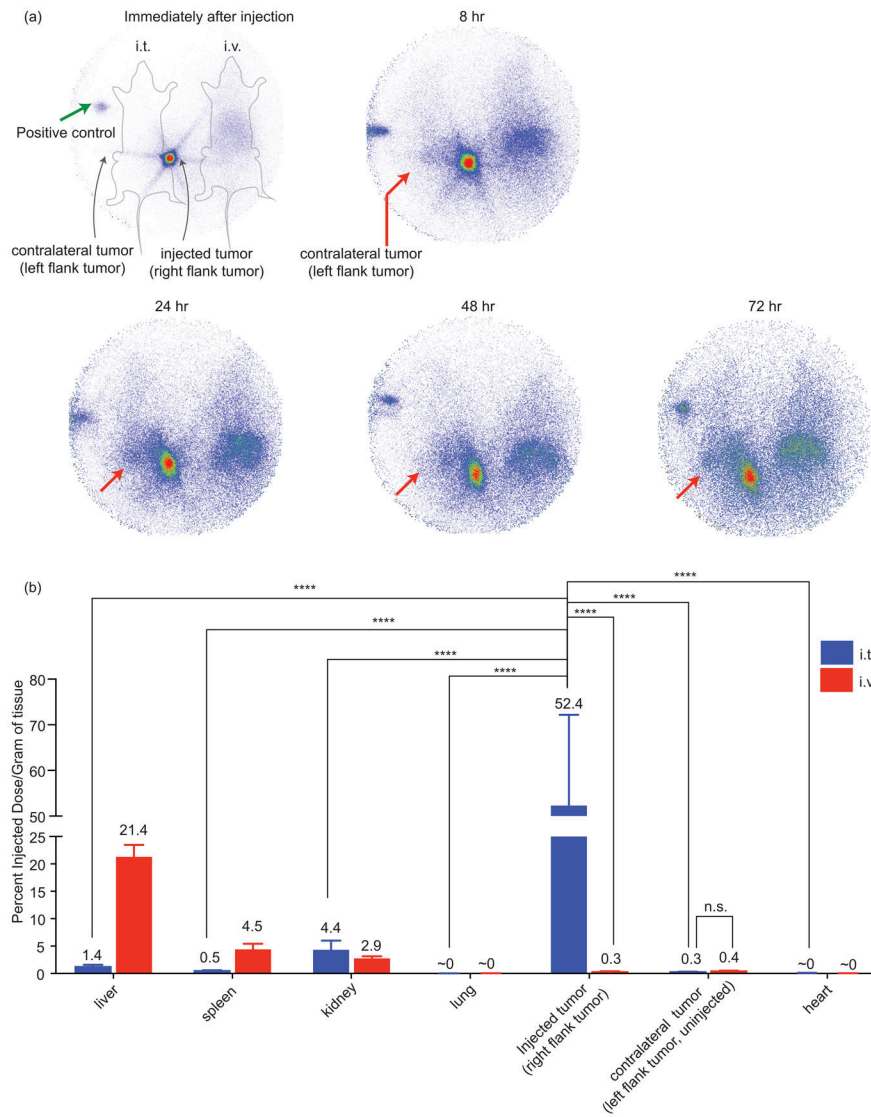 (a)
Immediately after injection
i.t.
i.v.
Positive control
contralateral tumor
(left flank tumor)
injected tumor
(right flank tumor)
8 hr
contralateral tumor
(left flank tumor)
24 hr
48 hr
72 hr
(b)
****
****
****
****
****
****
****
n.s.
i.t
i.v
Percent Injected Dose/Gram of tissue
80
70
60
50
25
20
15
10
5
0
1.4
21.4
0.5
4.5
4.4
2.9
~0
~0
52.4
0.3
0.3
0.4
~0
~0
liver
spleen
kidney
lung
Injected tumor
(right flank tumor)
contralateral tumor
(left flank tumor, uninjected)
heart